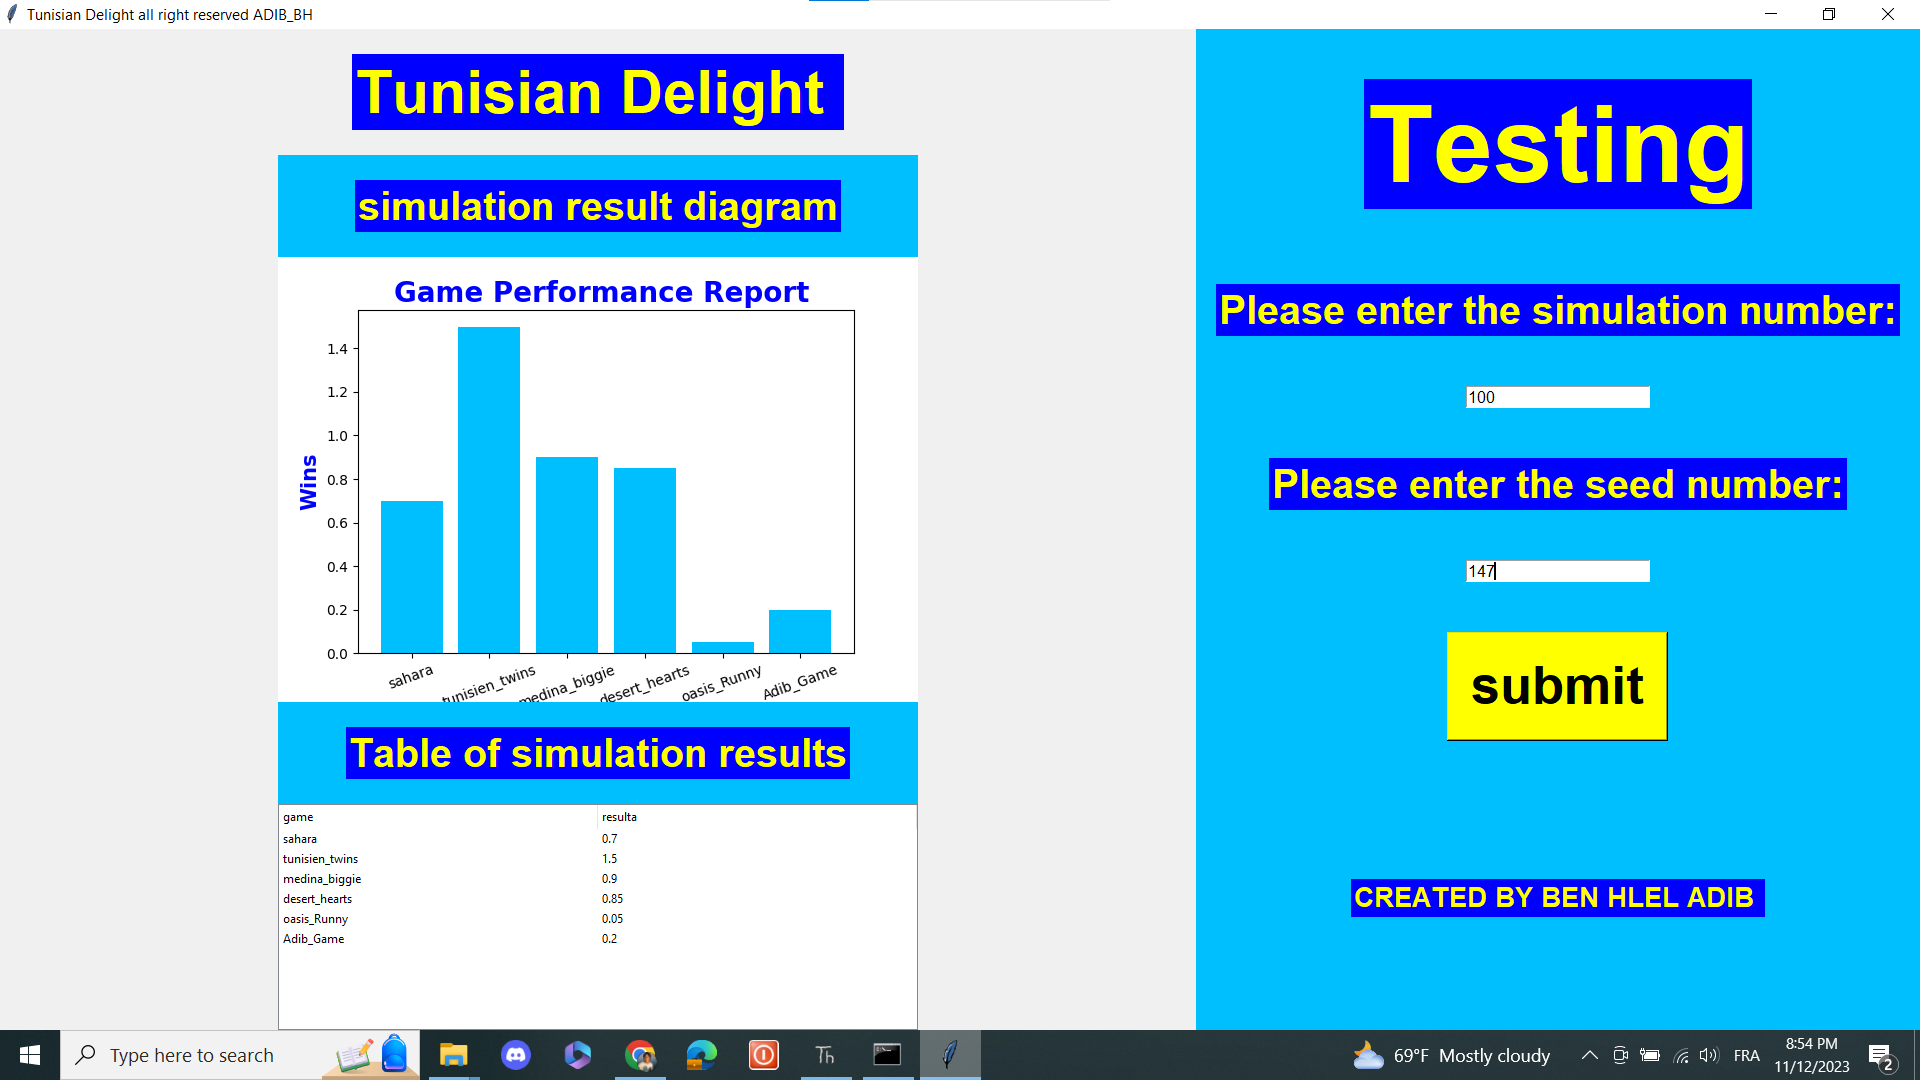 Tunisian Delight all right reserved ADIB_BH
Tunisian Delight
simulation result diagram
Game Performance Report
Wins
1.4
1.2
1.0
0.8
0.6
0.4
0.2
0.0
sahara
tunisien_twins
medina_biggie
desert_hearts
oasis_Runny
Adib_Game
Table of simulation results
game resulta
sahara 0.7
tunisien_twins 1.5
medina_biggie 0.9
desert_hearts 0.85
oasis_Runny 0.05
Adib_Game 0.2
Testing
Please enter the simulation number:
100
Please enter the seed number:
147
submit
CREATED BY BEN HLEL ADIB
Type here to search
Th
69°F Mostly cloudy
FRA
8:54 PM
11/12/2023
2